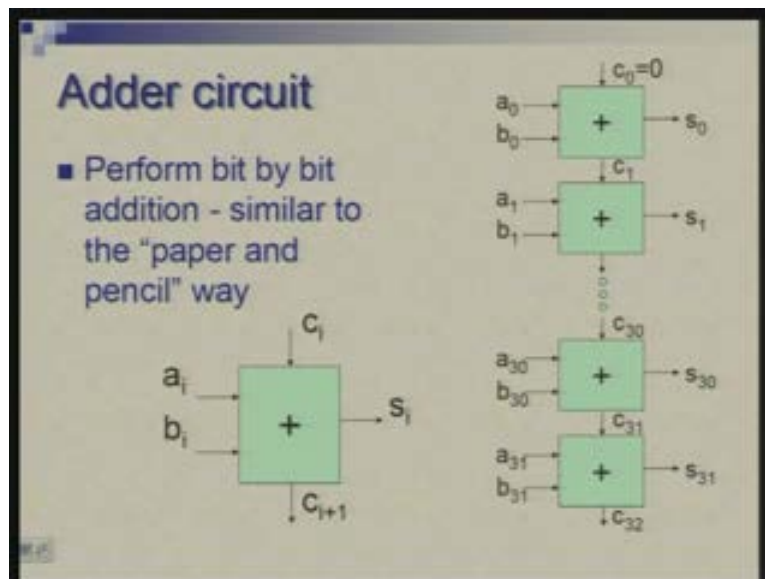 Adder circuit
■ Perform bit by bit
addition - similar to
the “paper and
pencil” way
cᵢ
aᵢ
bᵢ
+
sᵢ
cᵢ₊₁
c₀=0
a₀
b₀
+
s₀
c₁
a₁
b₁
+
s₁
c₃₀
a₃₀
b₃₀
+
s₃₀
c₃₁
a₃₁
b₃₁
+
s₃₁
c₃₂